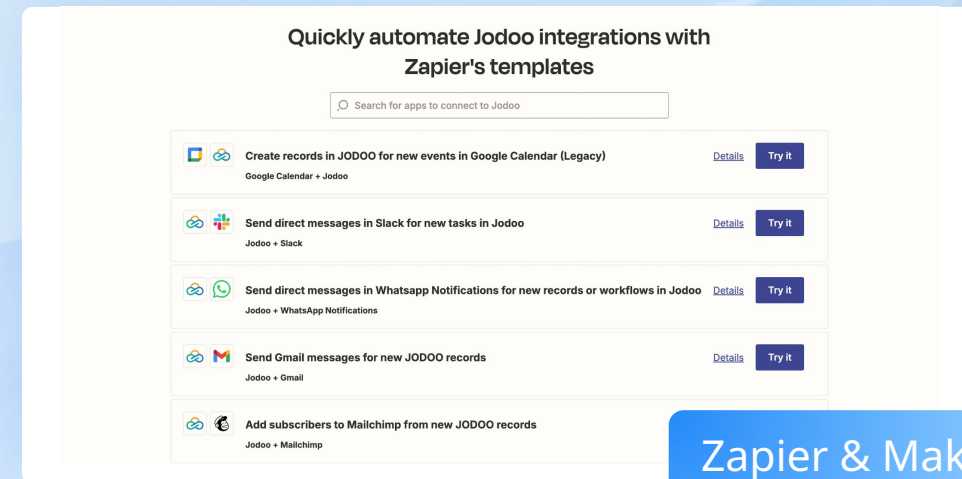 Quickly automate Jodoo integrations with
Zapier's templates
Search for apps to connect to Jodoo
Create records in JODOO for new events in Google Calendar (Legacy)
Details
Try it
Google Calendar + Jodoo
Send direct messages in Slack for new tasks in Jodoo
Details
Try it
Jodoo + Slack
Send direct messages in Whatsapp Notifications for new records or workflows in Jodoo
Details
Try it
Jodoo + WhatsApp Notifications
Send Gmail messages for new JODOO records
Details
Try it
Jodoo + Gmail
Add subscribers to Mailchimp from new JODOO records
Jodoo + Mailchimp
Zapier & Mak